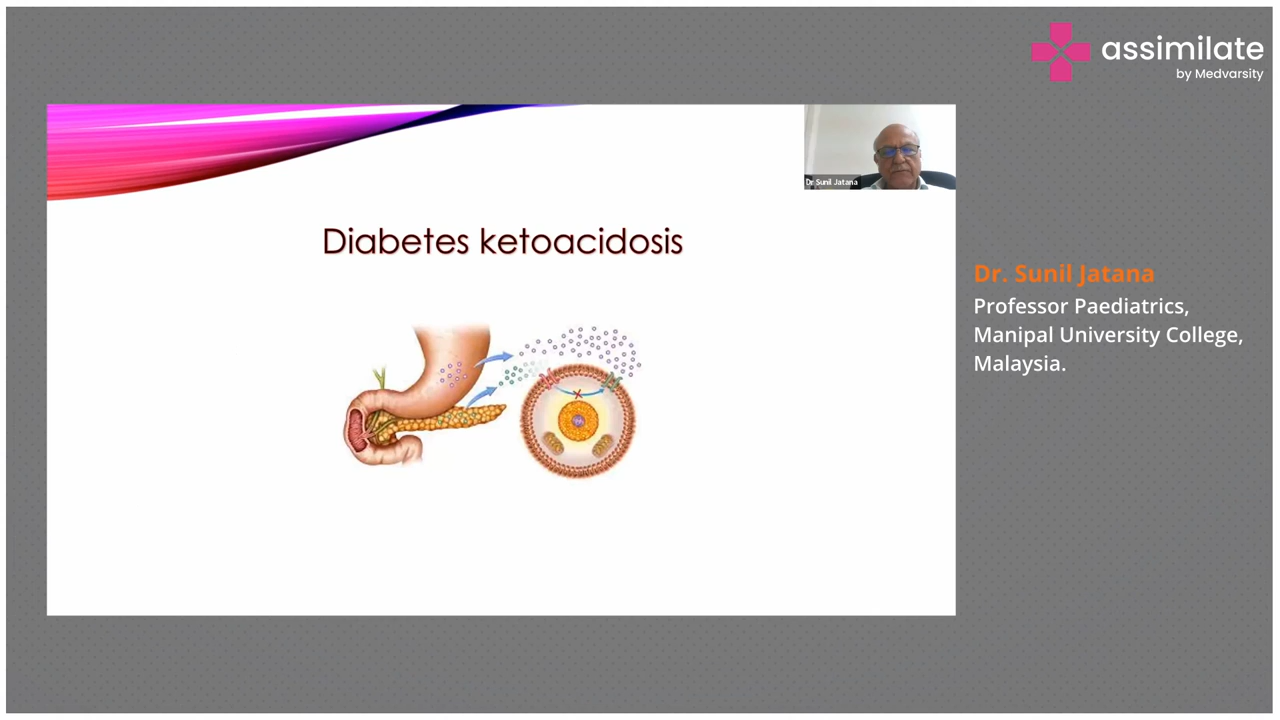 assimilate
by Medvarsity
Dr Sunil Jatana
Diabetes ketoacidosis
Dr. Sunil Jatana
Professor Paediatrics,
Manipal University College,
Malaysia.